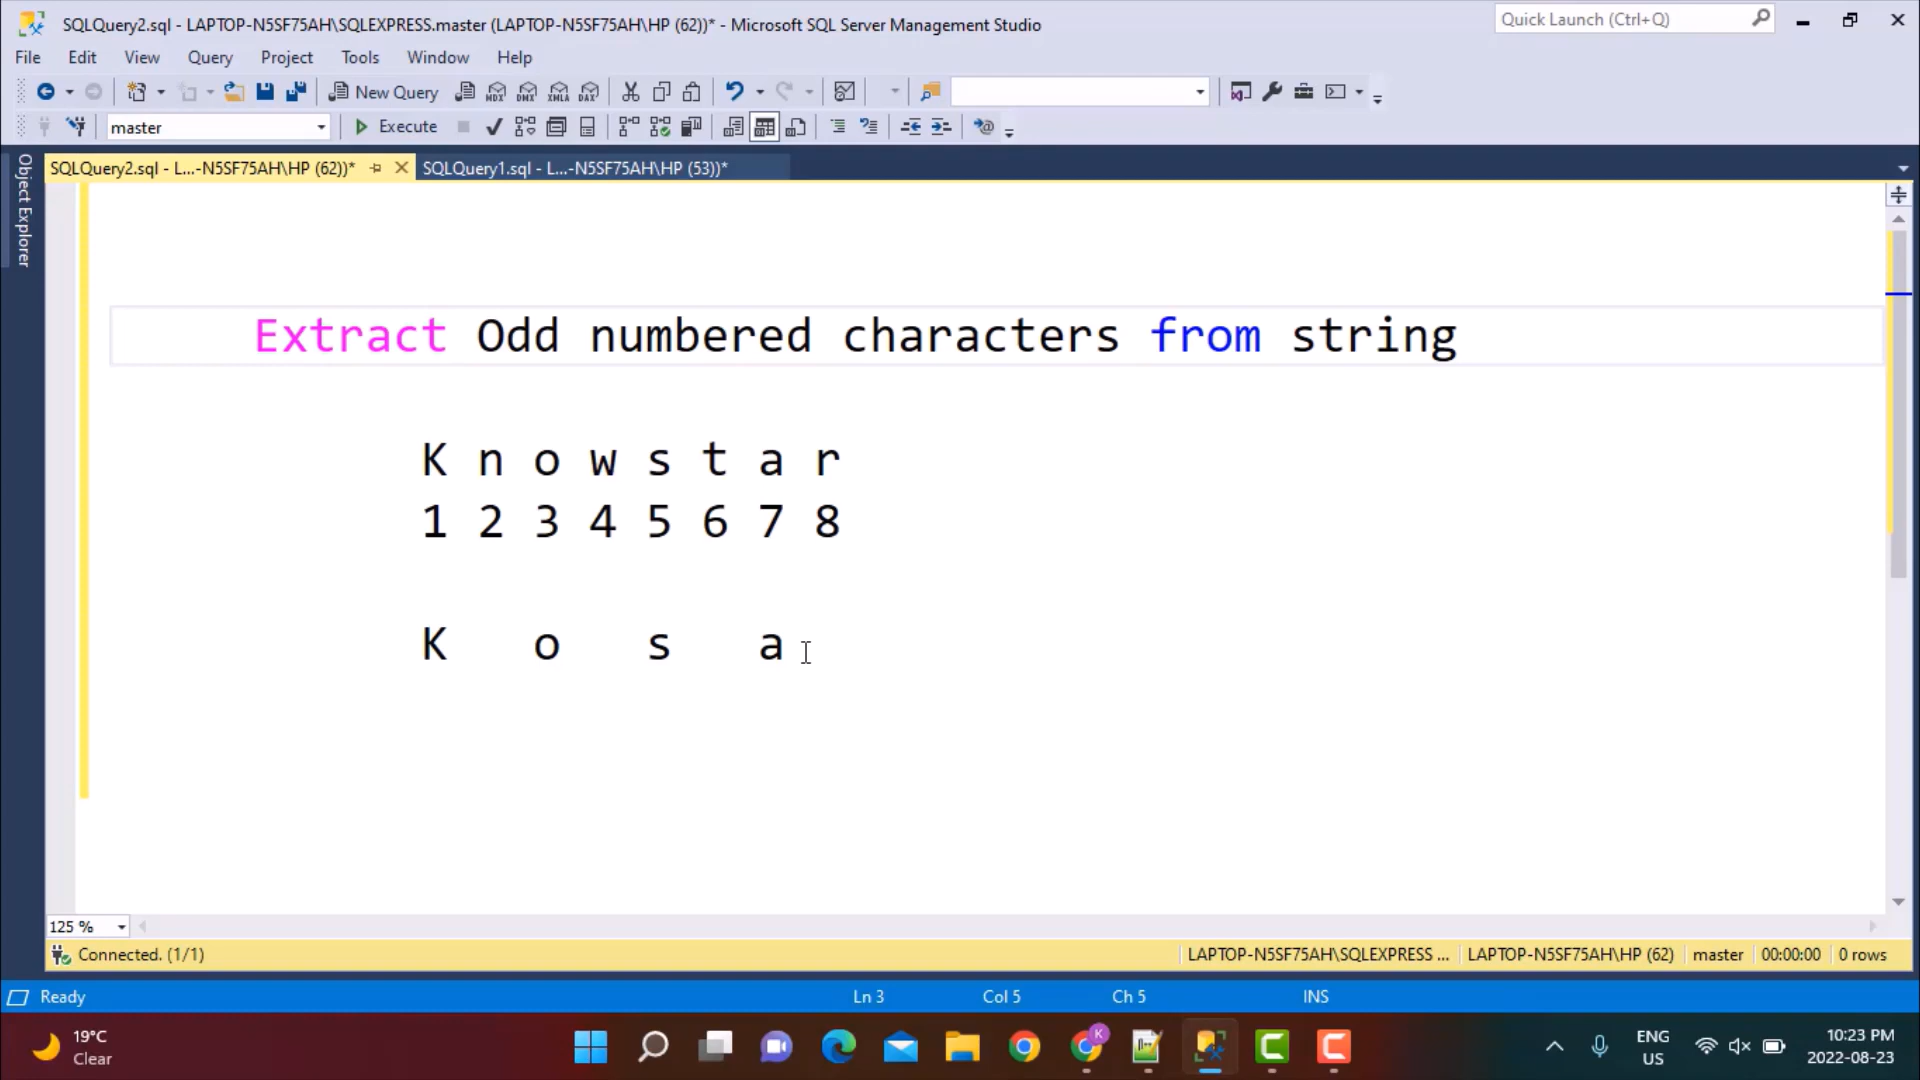 SQLQuery2.sql - LAPTOP-N5SF75AH\SQLEXPRESS.master (LAPTOP-N5SF75AH\HP (62))* - Microsoft SQL Server Management Studio
Quick Launch (Ctrl+Q)
File Edit View Query Project Tools Window Help
New Query MDX DMX XMLA DAX
master Execute
SQLQuery2.sql - L...-N5SF75AH\HP (62))* SQLQuery1.sql - L...-N5SF75AH\HP (53))*
Object Explorer
Extract Odd numbered characters from string
K n o w s t a r
1 2 3 4 5 6 7 8
K o s a
125 %
Connected. (1/1) LAPTOP-N5SF75AH\SQLEXPRESS ... LAPTOP-N5SF75AH\HP (62) master 00:00:00 0 rows
Ready Ln 3 Col 5 Ch 5 INS
19°C
Clear
K
C C
ENG
US
10:23 PM
2022-08-23